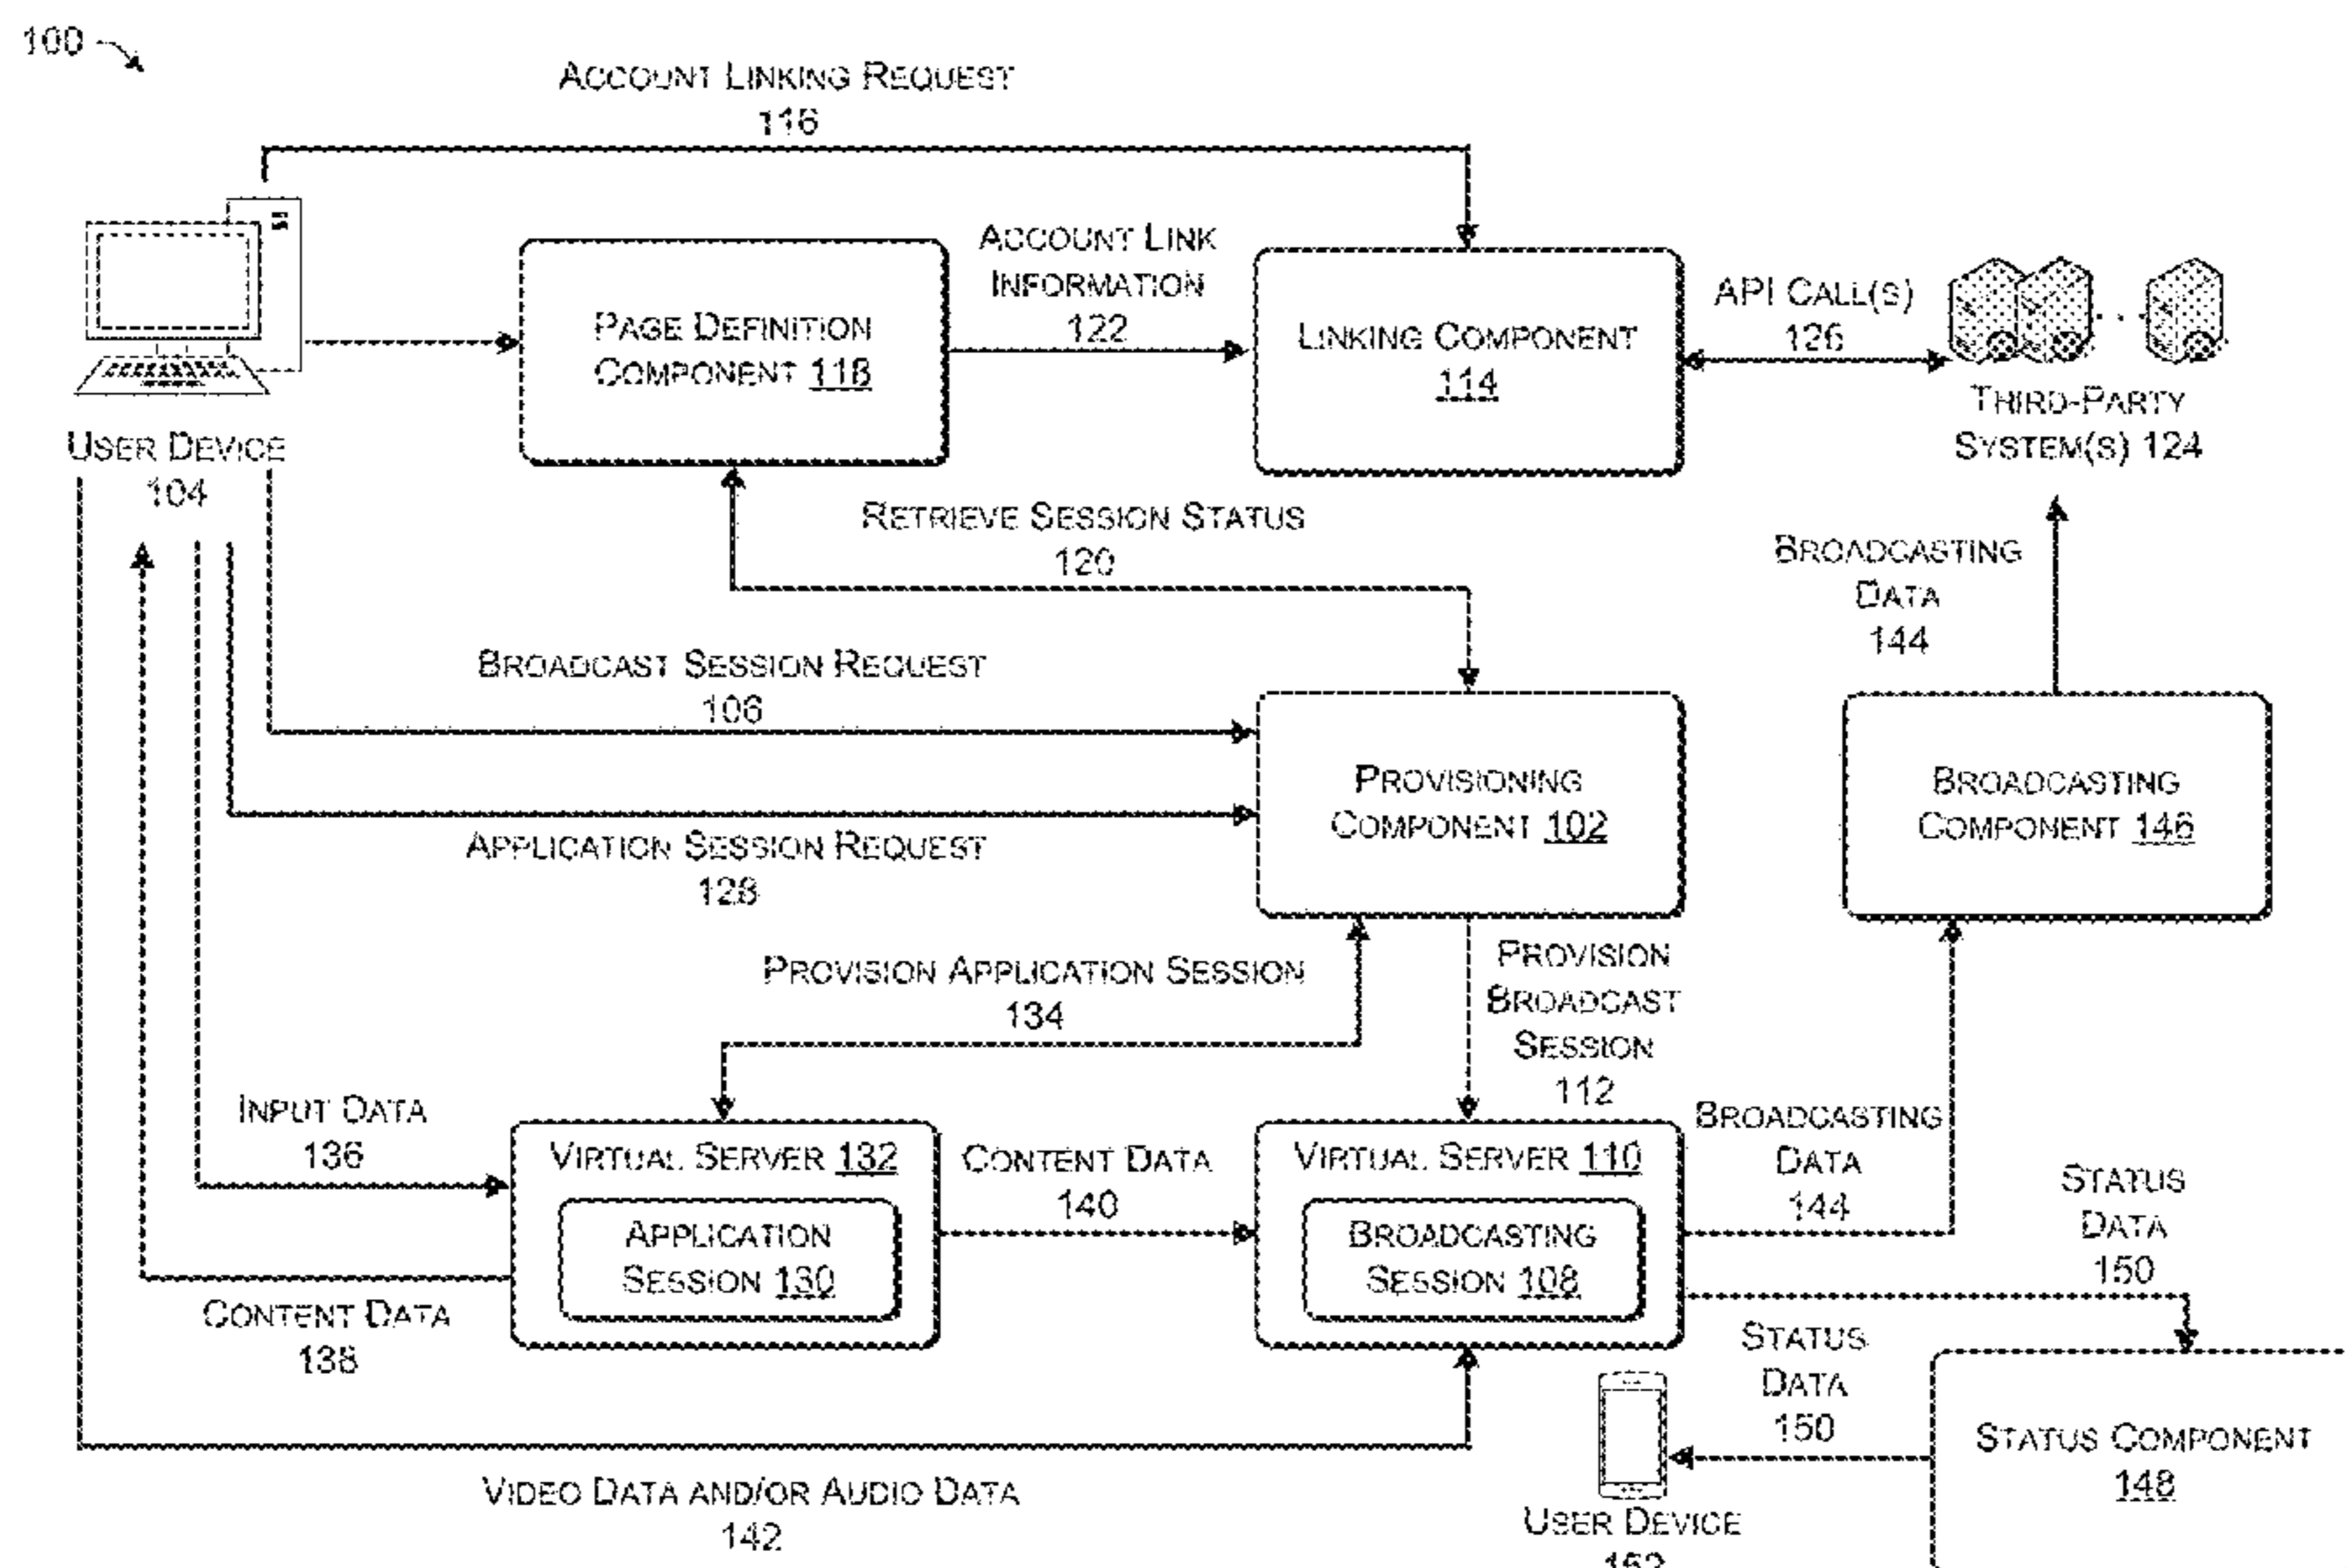 100
ACCOUNT LINKING REQUEST
116
USER DEVICE
104
PAGE DEFINITION
COMPONENT 118
ACCOUNT LINK
INFORMATION
122
LINKING COMPONENT
114
API CALL(S)
126
THIRD-PARTY
SYSTEM(S) 124
RETRIEVE SESSION STATUS
120
BROADCASTING
DATA
144
BROADCAST SESSION REQUEST
106
APPLICATION SESSION REQUEST
128
PROVISIONING
COMPONENT 102
BROADCASTING
COMPONENT 146
PROVISION APPLICATION SESSION
134
PROVISION
BROADCAST
SESSION
112
INPUT DATA
136
CONTENT DATA
138
VIRTUAL SERVER 132
APPLICATION
SESSION 130
CONTENT DATA
140
VIRTUAL SERVER 110
BROADCASTING
SESSION 108
BROADCASTING
DATA
144
STATUS
DATA
150
STATUS
DATA
150
VIDEO DATA AND/OR AUDIO DATA
142
USER DEVICE
152
STATUS COMPONENT
148